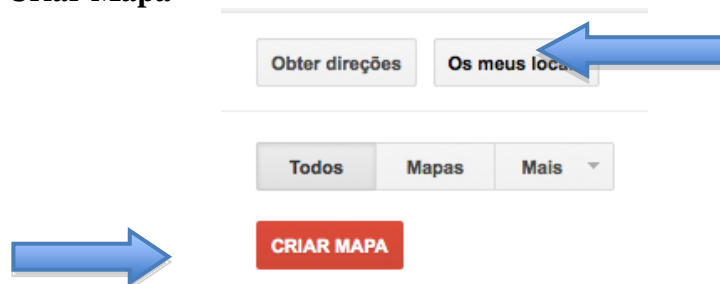 Criar Mapa
Obter direções Os meus
Todos Mapas Mais
CRIAR MAPA